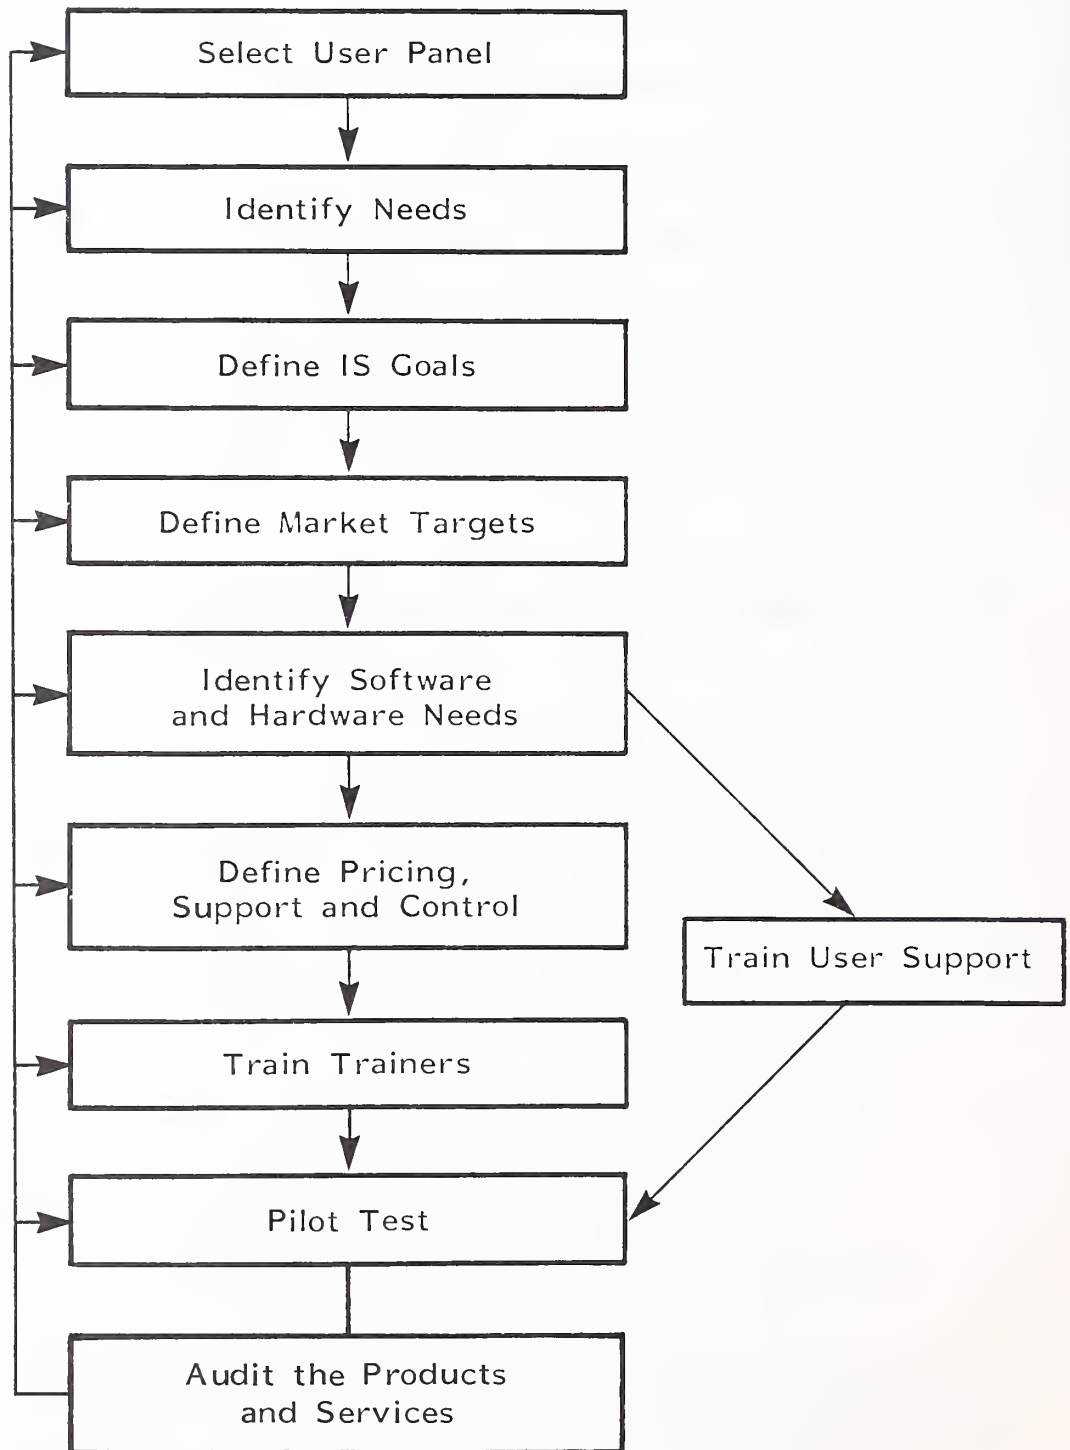 Select User Panel
Identify Needs
Define IS Goals
Define Market Targets
Identify Software
and Hardware Needs
Define Pricing,
Support and Control
Train User Support
Train Trainers
Pilot Test
Audit the Products
and Services